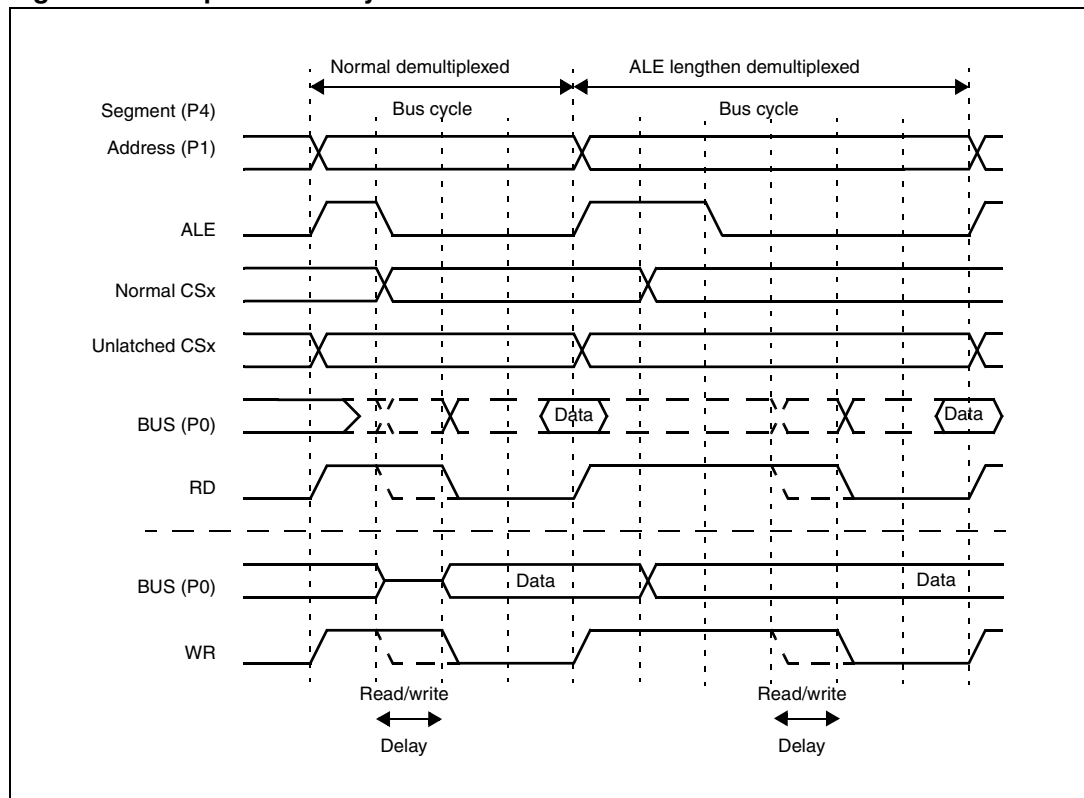 Normal demultiplexed
ALE lengthen demultiplexed
Segment (P4)
Bus cycle
Bus cycle
Address (P1)
ALE
Normal CSx
Unlatched CSx
BUS (P0)
Data
Data
RD
BUS (P0)
Data
Data
WR
Read/write
Read/write
Delay
Delay